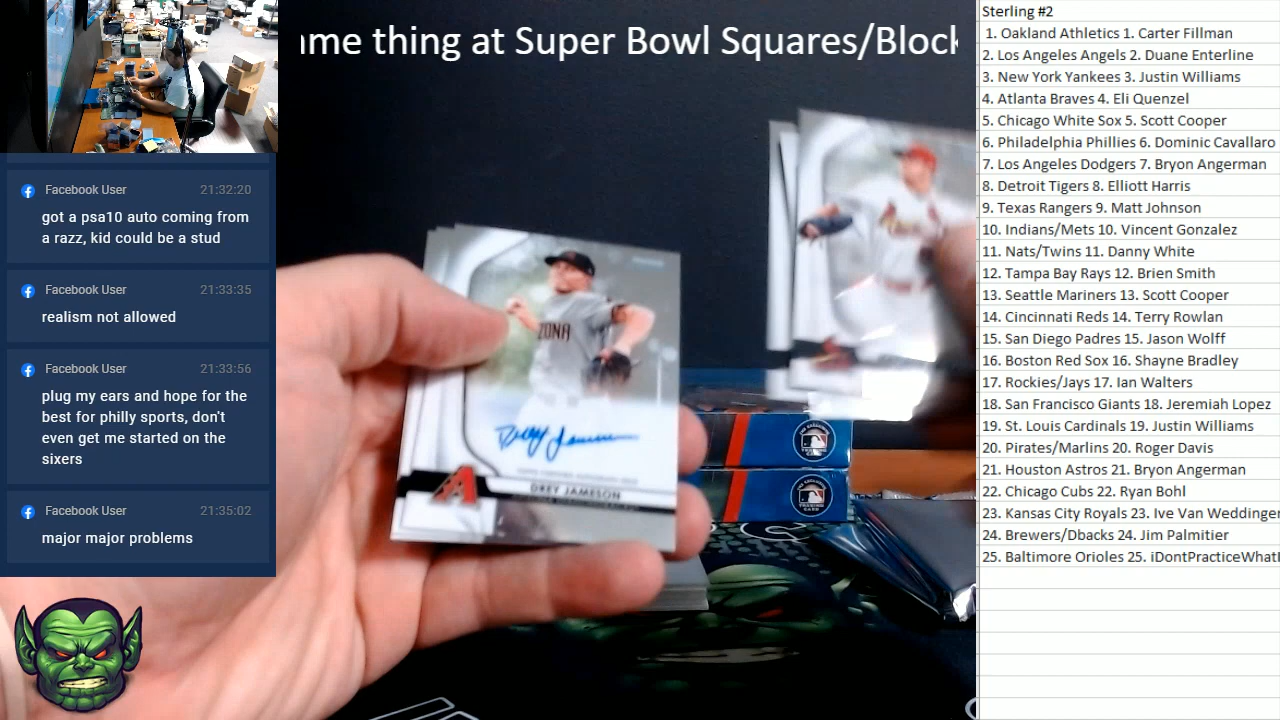 ame thing at Super Bowl Squares/Block
Facebook User 21:32:20
got a psa10 auto coming from
a razz, kid could be a stud
Facebook User 21:33:35
realism not allowed
Facebook User 21:33:56
plug my ears and hope for the
best for philly sports, don't
even get me started on the
sixers
Facebook User 21:35:02
major major problems
ZONA
Drey Jameson
DREY JAMESON
Sterling #2
1. Oakland Athletics 1. Carter Fillman
2. Los Angeles Angels 2. Duane Enterline
3. New York Yankees 3. Justin Williams
4. Atlanta Braves 4. Eli Quenzel
5. Chicago White Sox 5. Scott Cooper
6. Philadelphia Phillies 6. Dominic Cavallaro
7. Los Angeles Dodgers 7. Bryon Angerman
8. Detroit Tigers 8. Elliott Harris
9. Texas Rangers 9. Matt Johnson
10. Indians/Mets 10. Vincent Gonzalez
11. Nats/Twins 11. Danny White
12. Tampa Bay Rays 12. Brien Smith
13. Seattle Mariners 13. Scott Cooper
14. Cincinnati Reds 14. Terry Rowlan
15. San Diego Padres 15. Jason Wolff
16. Boston Red Sox 16. Shayne Bradley
17. Rockies/Jays 17. Ian Walters
18. San Francisco Giants 18. Jeremiah Lopez
19. St. Louis Cardinals 19. Justin Williams
20. Pirates/Marlins 20. Roger Davis
21. Houston Astros 21. Bryon Angerman
22. Chicago Cubs 22. Ryan Bohl
23. Kansas City Royals 23. Ive Van Weddinger
24. Brewers/Dbacks 24. Jim Palmitier
25. Baltimore Orioles 25. iDontPracticeWhatI